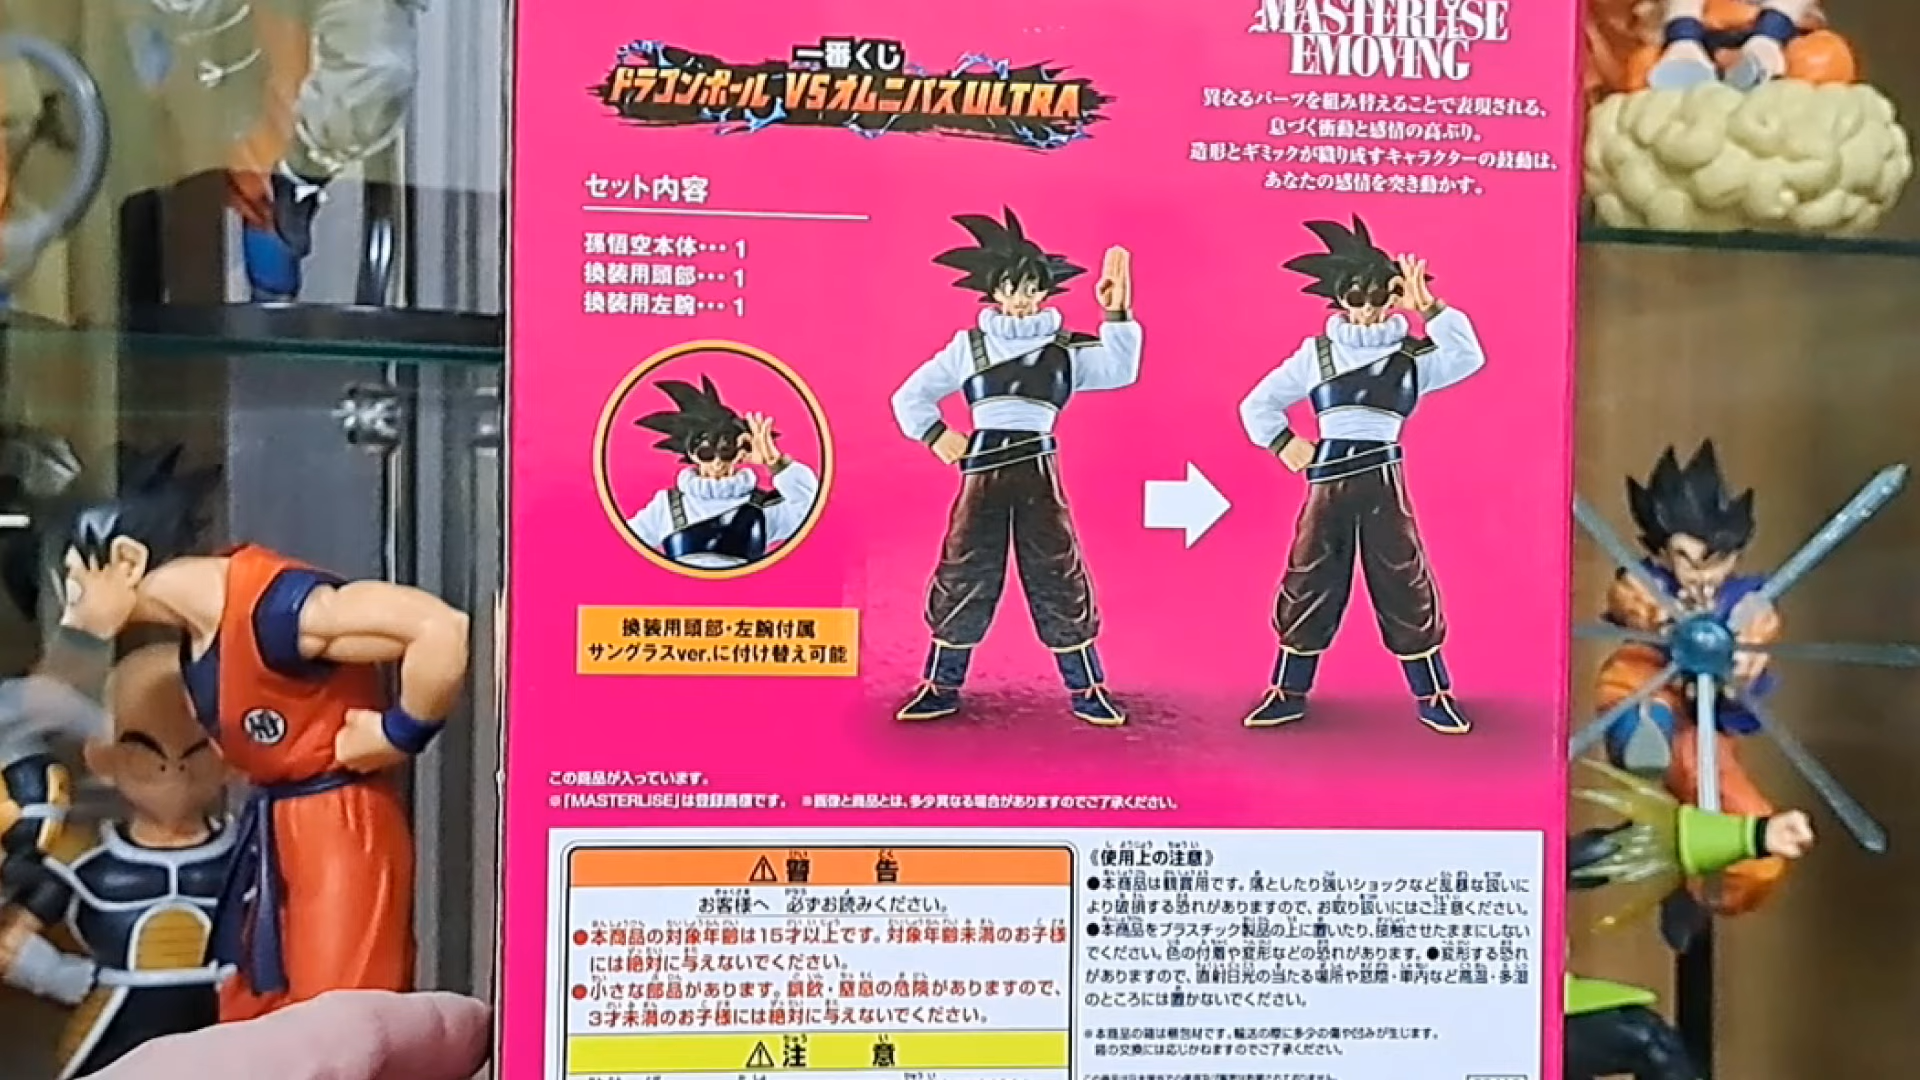 MASTERLISE
EMOVING
異なるパーツを組み替えることで表現される、
息づく衝動と感情の高ぶり。
造形とギミックが織り成すキャラクターの鼓動は、
あなたの感情を突き動かす。
一番くじ
ドラゴンボール VSオムニバスULTRA
セット内容
孫悟空本体･･･1
換装用頭部･･･1
換装用左腕･･･1
換装用頭部･左腕付属
サングラスver.に付け替え可能
この商品が入っています。
※「MASTERLISE」は登録商標です。 ※画像と商品とは、多少異なる場合がありますのでご了承ください。
⚠警告
お客様へ 必ずお読みください。
●本商品の対象年齢は15才以上です。対象年齢未満のお子様
には絶対に与えないでください。
●小さな部品があります。誤飲・窒息の危険がありますので、
3才未満のお子様には絶対に与えないでください。
⚠注意
《使用上の注意》
●本商品は観賞用です。落としたり強いショックなど乱暴な扱いに
より破損する恐れがありますので、お取り扱いにはご注意ください。
●本商品をプラスチック製品の上に置いたり、接触させたままにしない
でください。色の付着や変形などの恐れがあります。●変形する恐れ
がありますので、直射日光の当たる場所や窓際・車内など高温・多湿
のところには置かないでください。
※本商品の箱は梱包材です。輸送の際に多少の傷や凹みが生じます。
箱の交換には応じかねますのでご了承ください。